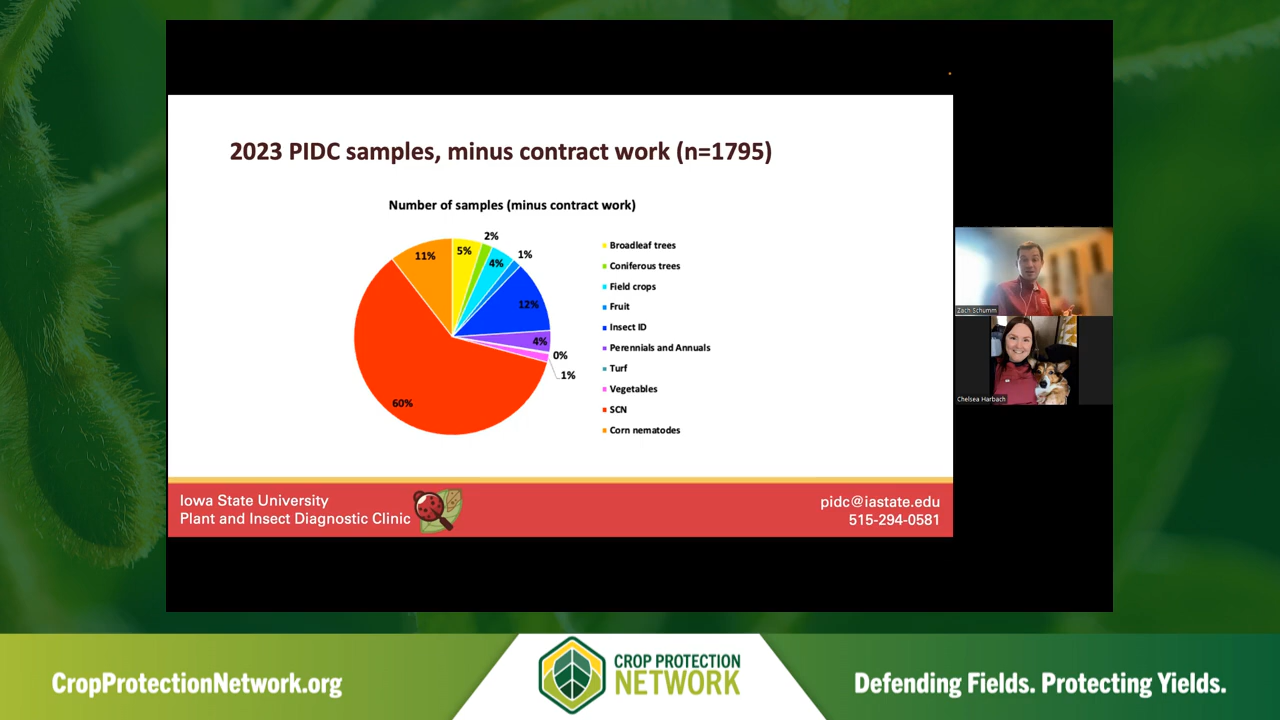 2023 PIDC samples, minus contract work (n=1795)
Number of samples (minus contract work)
11%
5%
2%
4%
1%
12%
4%
0%
1%
60%
Broadleaf trees
Coniferous trees
Field crops
Fruit
Insect ID
Perennials and Annuals
Turf
Vegetables
SCN
Corn nematodes
Zach Schumm
Chelsea Harbach
Iowa State University
Plant and Insect Diagnostic Clinic
pidc@iastate.edu
515-294-0581
CropProtectionNetwork.org
CROP PROTECTION
NETWORK
Defending Fields. Protecting Yields.